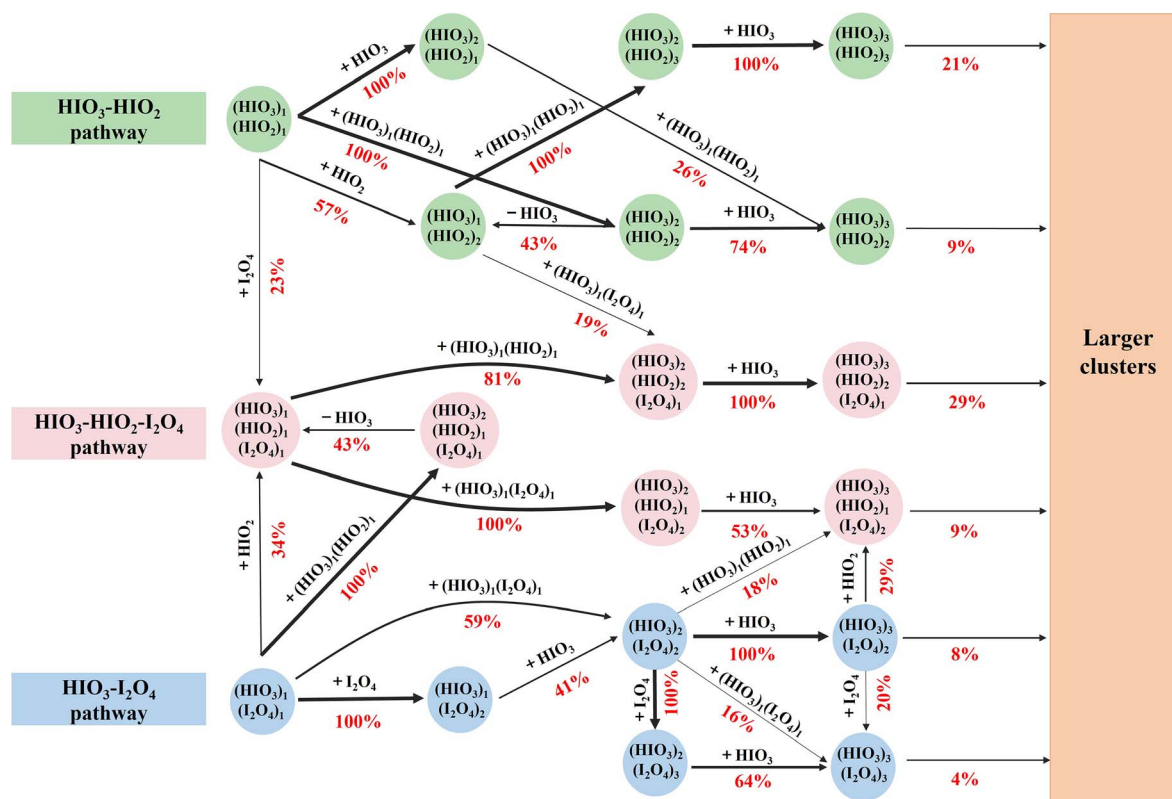 HIO₃-HIO₂
pathway
(HIO₃)₁
(HIO₂)₁
+ HIO₃
100%
(HIO₃)₂
(HIO₂)₁
+ (HIO₃)₁(HIO₂)₁
100%
+ HIO₂
57%
+ I₂O₄
23%
(HIO₃)₁
(HIO₂)₂
+ (HIO₃)₁(HIO₂)₁
100%
(HIO₃)₂
(HIO₂)₃
+ HIO₃
100%
(HIO₃)₃
(HIO₂)₃
21%
+ (HIO₃)₁(HIO₂)₁
26%
− HIO₃
43%
(HIO₃)₂
(HIO₂)₂
+ HIO₃
74%
(HIO₃)₃
(HIO₂)₂
9%
+ (HIO₃)₁(I₂O₄)₁
19%
HIO₃-HIO₂-I₂O₄
pathway
(HIO₃)₁
(HIO₂)₁
(I₂O₄)₁
+ (HIO₃)₁(HIO₂)₁
81%
− HIO₃
43%
(HIO₃)₂
(HIO₂)₁
(I₂O₄)₁
(HIO₃)₂
(HIO₂)₂
(I₂O₄)₁
+ HIO₃
100%
(HIO₃)₃
(HIO₂)₂
(I₂O₄)₁
29%
+ (HIO₃)₁(I₂O₄)₁
100%
(HIO₃)₂
(HIO₂)₁
(I₂O₄)₂
+ HIO₃
53%
(HIO₃)₃
(HIO₂)₁
(I₂O₄)₂
9%
+ HIO₂
34%
+ (HIO₃)₁(HIO₂)₁
100%
HIO₃-I₂O₄
pathway
(HIO₃)₁
(I₂O₄)₁
+ (HIO₃)₁(I₂O₄)₁
59%
+ I₂O₄
100%
(HIO₃)₁
(I₂O₄)₂
+ HIO₃
41%
(HIO₃)₂
(I₂O₄)₂
+ (HIO₃)₁(HIO₂)₁
18%
+ HIO₃
100%
(HIO₃)₃
(I₂O₄)₂
+ HIO₂
29%
8%
+ I₂O₄
100%
+ (HIO₃)₁(I₂O₄)₁
16%
+ I₂O₄
20%
(HIO₃)₂
(I₂O₄)₃
+ HIO₃
64%
(HIO₃)₃
(I₂O₄)₃
4%
Larger
clusters